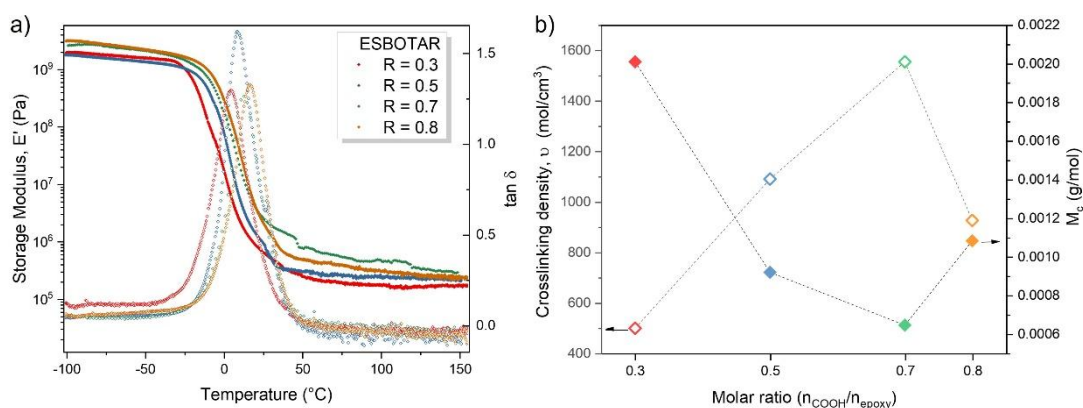 a)
ESBOTAR
R = 0.3
R = 0.5
R = 0.7
R = 0.8
Storage Modulus, E' (Pa)
10⁹
10⁸
10⁷
10⁶
10⁵
tan δ
1.5
1.0
0.5
0.0
-100 -50 0 50 100 150
Temperature (°C)
b)
Crosslinking density, υ (mol/cm³)
1600
1400
1200
1000
800
600
400
M_c (g/mol)
0.0022
0.0020
0.0018
0.0016
0.0014
0.0012
0.0010
0.0008
0.0006
0.3 0.5 0.7 0.8
Molar ratio (n_COOH/n_epoxy)